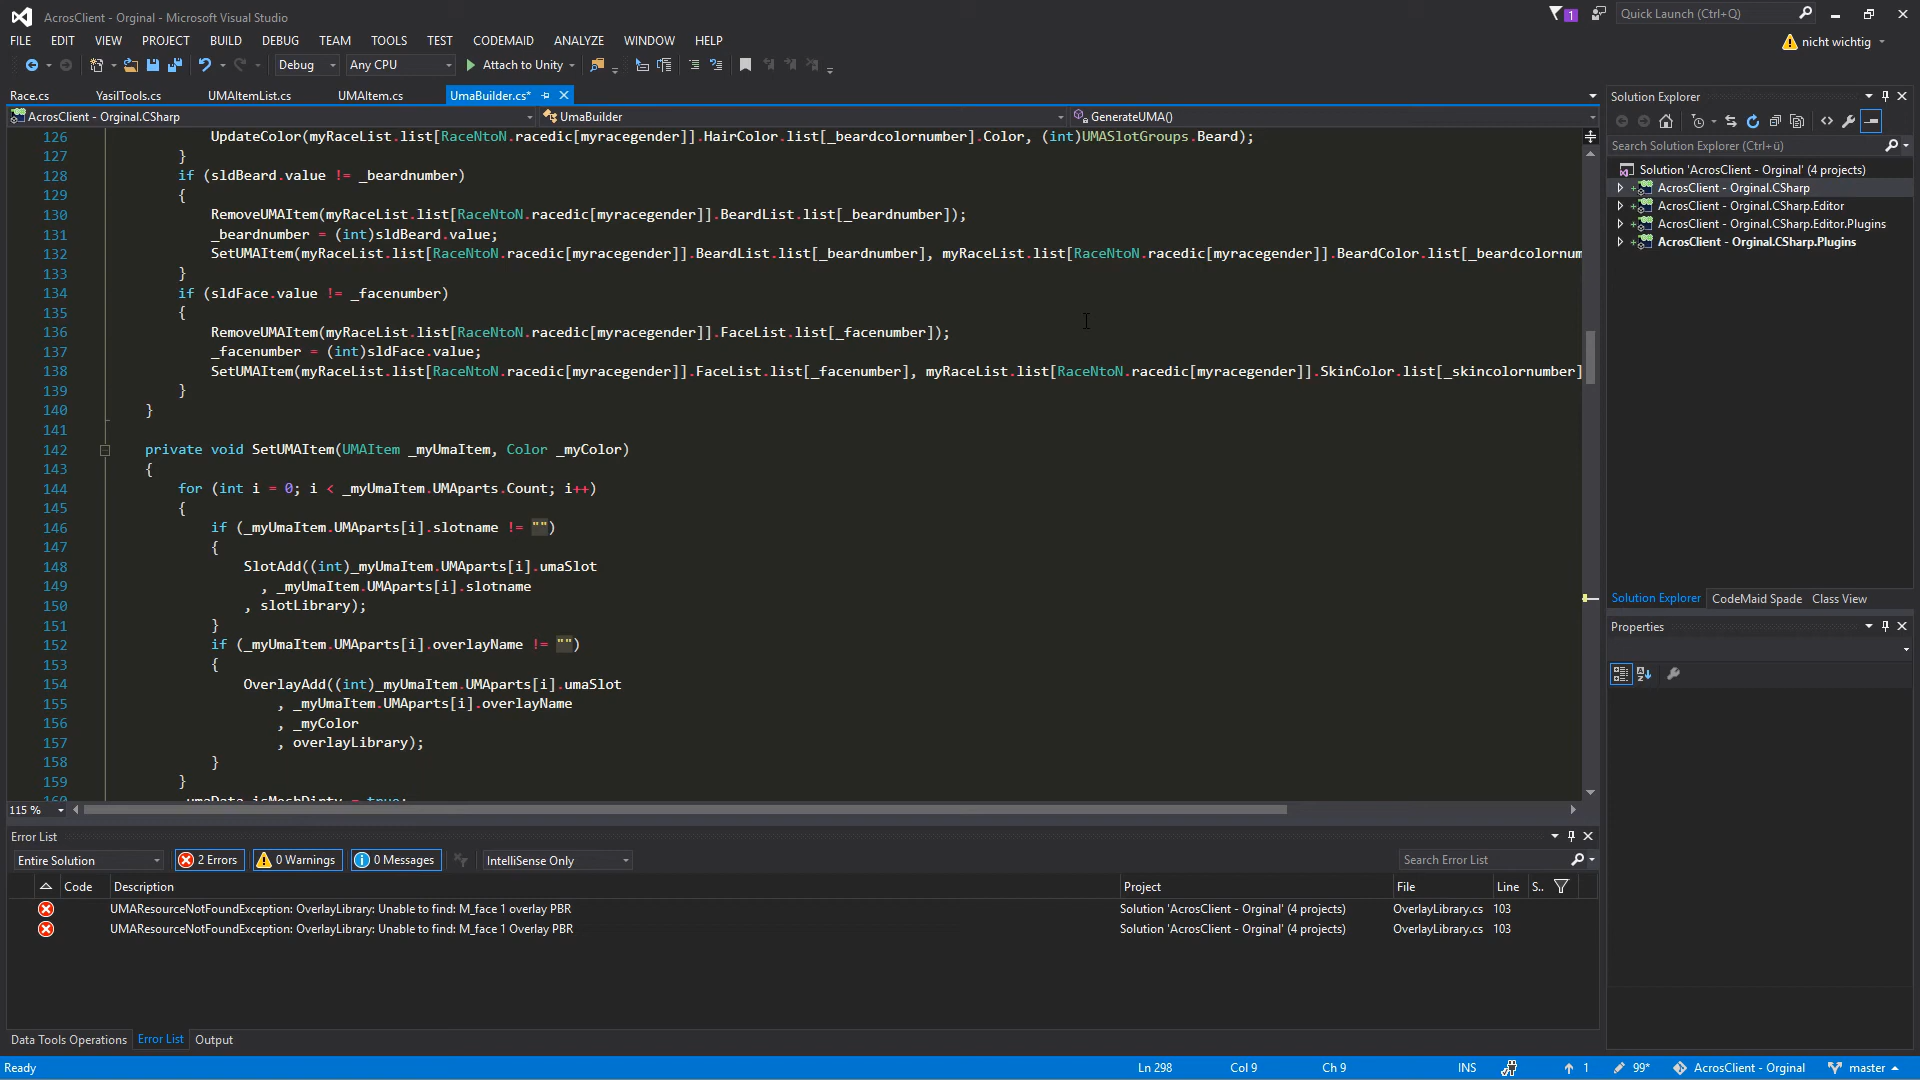 AcrosClient - Orginal - Microsoft Visual Studio
1
Quick Launch (Ctrl+Q)
FILE EDIT VIEW PROJECT BUILD DEBUG TEAM TOOLS TEST CODEMAID ANALYZE WINDOW HELP
nicht wichtig
Debug Any CPU Attach to Unity
Race.cs YasilTools.cs UMAItemList.cs UMAItem.cs UmaBuilder.cs*
AcrosClient - Orginal.CSharp UmaBuilder GenerateUMA()
126 UpdateColor(myRaceList.list[RaceNtoN.racedic[myracegender]].HairColor.list[_beardcolornumber].Color, (int)UMASlotGroups.Beard);
127 }
128 if (sldBeard.value != _beardnumber)
129 {
130 RemoveUMAItem(myRaceList.list[RaceNtoN.racedic[myracegender]].BeardList.list[_beardnumber]);
131 _beardnumber = (int)sldBeard.value;
132 SetUMAItem(myRaceList.list[RaceNtoN.racedic[myracegender]].BeardList.list[_beardnumber], myRaceList.list[RaceNtoN.racedic[myracegender]].BeardColor.list[_beardcolornum
133 }
134 if (sldFace.value != _facenumber)
135 {
136 RemoveUMAItem(myRaceList.list[RaceNtoN.racedic[myracegender]].FaceList.list[_facenumber]);
137 _facenumber = (int)sldFace.value;
138 SetUMAItem(myRaceList.list[RaceNtoN.racedic[myracegender]].FaceList.list[_facenumber], myRaceList.list[RaceNtoN.racedic[myracegender]].SkinColor.list[_skincolornumber]
139 }
140 }
141
142 private void SetUMAItem(UMAItem _myUmaItem, Color _myColor)
143 {
144 for (int i = 0; i < _myUmaItem.UMAparts.Count; i++)
145 {
146 if (_myUmaItem.UMAparts[i].slotname != "")
147 {
148 SlotAdd((int)_myUmaItem.UMAparts[i].umaSlot
149 , _myUmaItem.UMAparts[i].slotname
150 , slotLibrary);
151 }
152 if (_myUmaItem.UMAparts[i].overlayName != "")
153 {
154 OverlayAdd((int)_myUmaItem.UMAparts[i].umaSlot
155 , _myUmaItem.UMAparts[i].overlayName
156 , _myColor
157 , overlayLibrary);
158 }
159 }
160 umaData.isMeshDirty = true;
115 %
Solution Explorer
Search Solution Explorer (Ctrl+ü)
Solution 'AcrosClient - Orginal' (4 projects)
AcrosClient - Orginal.CSharp
AcrosClient - Orginal.CSharp.Editor
AcrosClient - Orginal.CSharp.Editor.Plugins
AcrosClient - Orginal.CSharp.Plugins
Solution Explorer CodeMaid Spade Class View
Properties
Error List
Entire Solution 2 Errors 0 Warnings 0 Messages IntelliSense Only Search Error List
Code Description Project File Line S..
UMAResourceNotFoundException: OverlayLibrary: Unable to find: M_face 1 overlay PBR Solution 'AcrosClient - Orginal' (4 projects) OverlayLibrary.cs 103
UMAResourceNotFoundException: OverlayLibrary: Unable to find: M_face 1 Overlay PBR Solution 'AcrosClient - Orginal' (4 projects) OverlayLibrary.cs 103
Data Tools Operations Error List Output
Ready Ln 298 Col 9 Ch 9 INS 1 99* AcrosClient - Orginal master